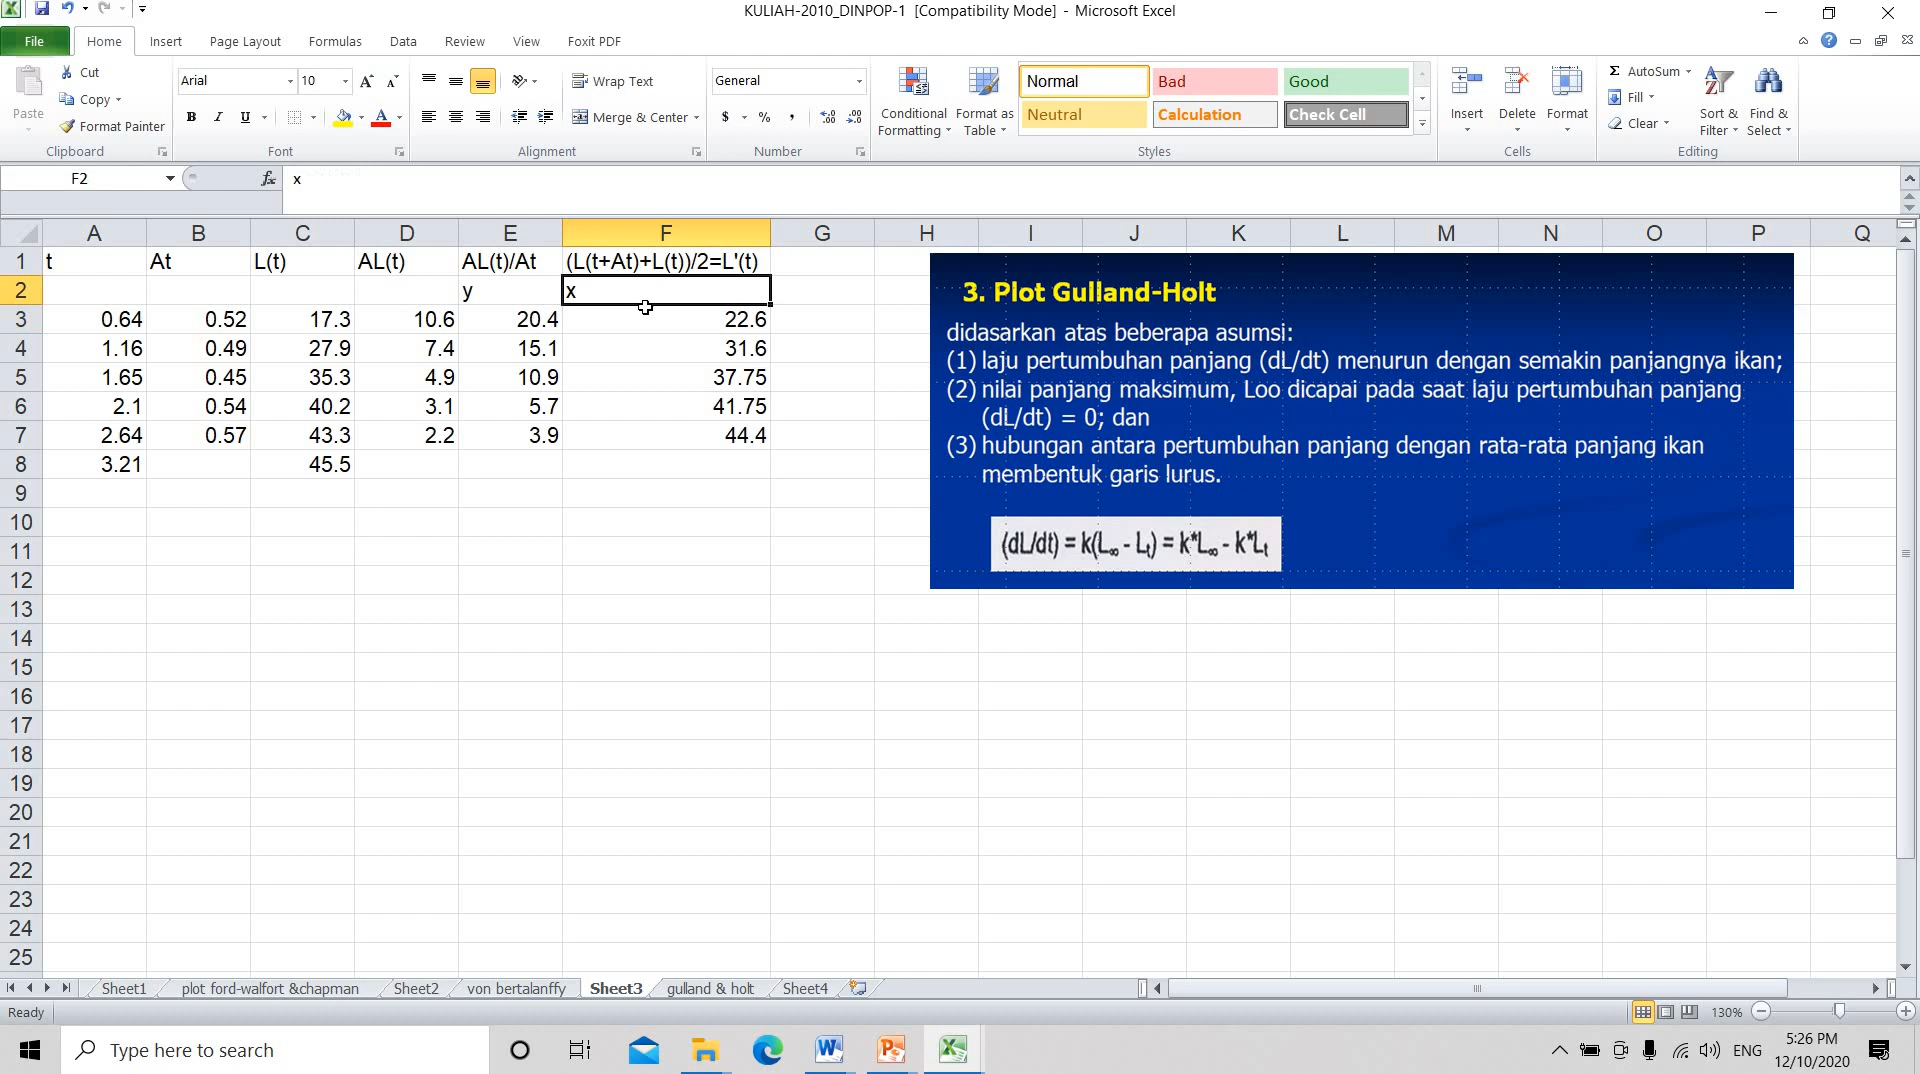 KULIAH-2010_DINPOP-1 [Compatibility Mode] - Microsoft Excel
File Home Insert Page Layout Formulas Data Review View Foxit PDF
Paste Cut Copy Format Painter
Arial 10 Wrap Text General
B I U Merge & Center $ % ,
Conditional Formatting Format as Table
Normal Bad Good
Neutral Calculation Check Cell
Insert Delete Format
Σ AutoSum Fill Clear Sort & Filter Find & Select
Clipboard Font Alignment Number Styles Cells Editing
F2 fx x
A B C D E F G H I J K L M N O P Q
1 t At L(t) AL(t) AL(t)/At (L(t+At)+L(t))/2=L'(t)
2 y x
3 0.64 0.52 17.3 10.6 20.4 22.6
4 1.16 0.49 27.9 7.4 15.1 31.6
5 1.65 0.45 35.3 4.9 10.9 37.75
6 2.1 0.54 40.2 3.1 5.7 41.75
7 2.64 0.57 43.3 2.2 3.9 44.4
8 3.21 45.5
9
10
11
12
13
14
15
16
17
18
19
20
21
22
23
24
25
3. Plot Gulland-Holt
didasarkan atas beberapa asumsi:
(1) laju pertumbuhan panjang (dL/dt) menurun dengan semakin panjangnya ikan;
(2) nilai panjang maksimum, Loo dicapai pada saat laju pertumbuhan panjang
(dL/dt) = 0; dan
(3) hubungan antara pertumbuhan panjang dengan rata-rata panjang ikan
membentuk garis lurus.
(dL/dt) = k(L∞ - Lt) = k*L∞ - k*Lt
Sheet1 plot ford-walfort &chapman Sheet2 von bertalanffy Sheet3 gulland & holt Sheet4
Ready 130%
Type here to search
ENG
5:26 PM
12/10/2020